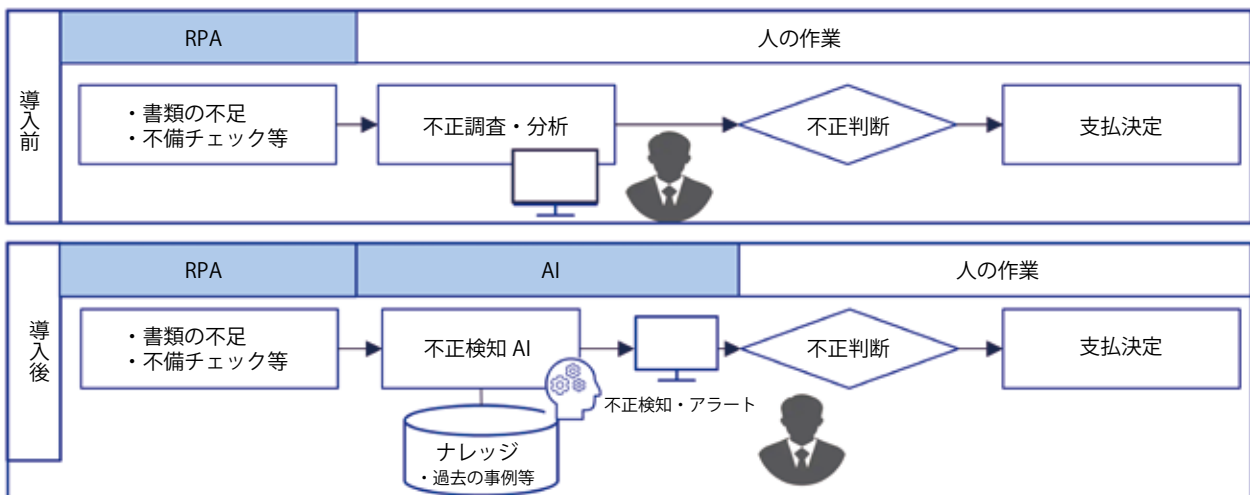 RPA
人の作業
導入前
・書類の不足
・不備チェック等
不正調査・分析
不正判断
支払決定
RPA
AI
人の作業
導入後
・書類の不足
・不備チェック等
不正検知 AI
不正検知・アラート
不正判断
支払決定
ナレッジ
・過去の事例等